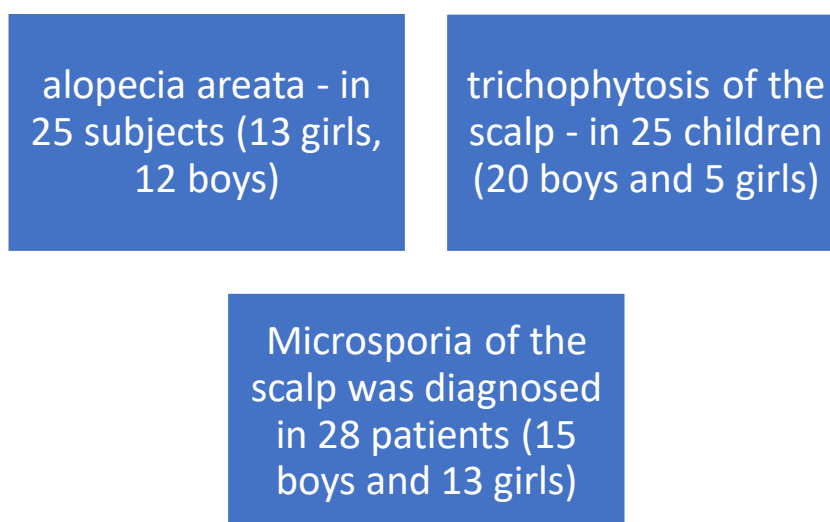 alopecia areata - in
25 subjects (13 girls,
12 boys)
trichophytosis of the
scalp - in 25 children
(20 boys and 5 girls)
Microsporia of the
scalp was diagnosed
in 28 patients (15
boys and 13 girls)